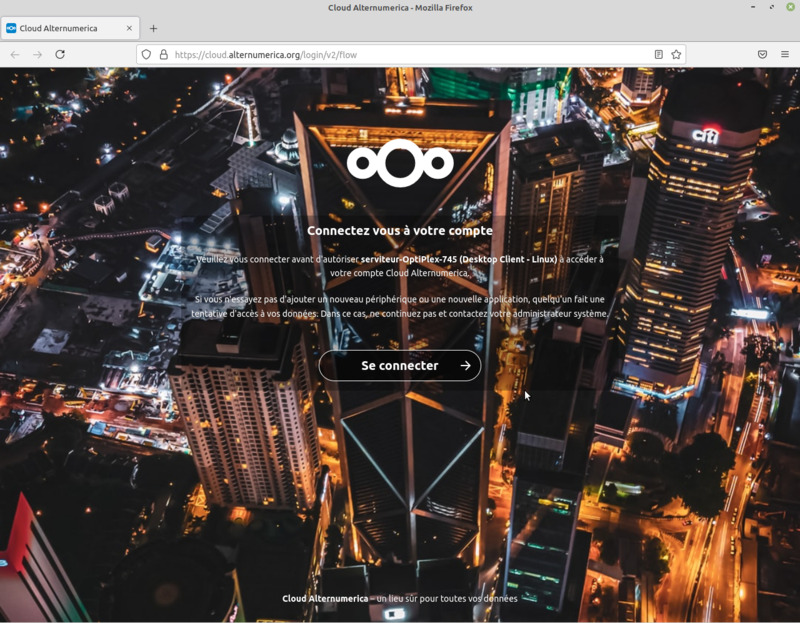 Cloud Alternumerica - Mozilla Firefox
Cloud Alternumerica
https://cloud.alternumerica.org/login/v2/flow
citi
Connectez vous à votre compte
Veuillez vous connecter avant d'autoriser serviteur-OptiPlex-745 (Desktop Client - Linux) à accéder à
votre compte Cloud Alternumerica.
Si vous n'essayez pas d'ajouter un nouveau périphérique ou une nouvelle application, quelqu'un fait une
tentative d'accès à vos données. Dans ce cas, ne continuez pas et contactez votre administrateur système.
Se connecter
Cloud Alternumerica – un lieu sûr pour toutes vos données